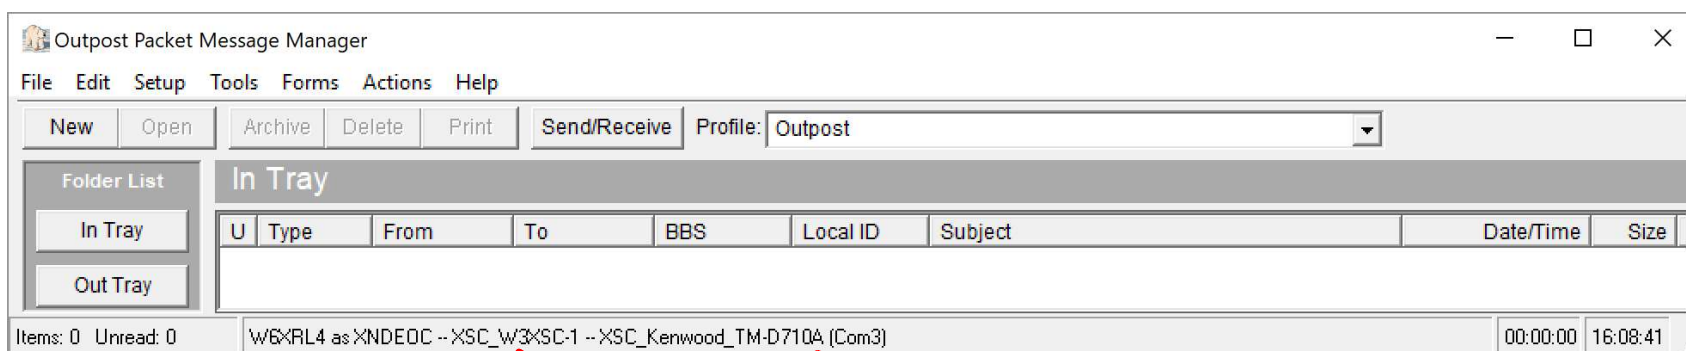 Outpost Packet Message Manager
File Edit Setup Tools Forms Actions Help
New Open Archive Delete Print Send/Receive Profile: Outpost
Folder List In Tray
In Tray U Type From To BBS Local ID Subject Date/Time Size
Out Tray
Items: 0 Unread: 0 W6XRL4 as XNDEOC -- XSC_W3XSC-1 -- XSC_Kenwood_TM-D710A (Com3) 00:00:00 16:08:41